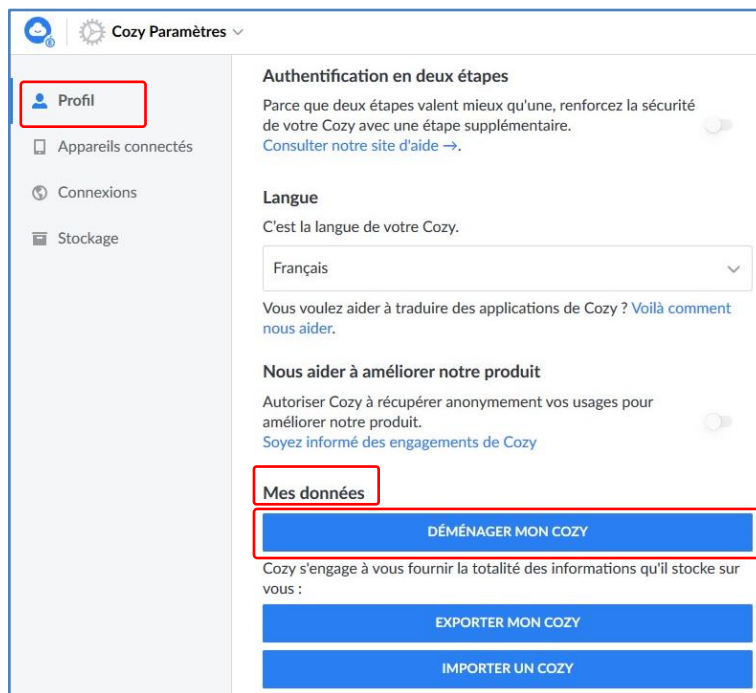 Cozy Paramètres
Profil
Appareils connectés
Connexions
Stockage
Authentification en deux étapes
Parce que deux étapes valent mieux qu'une, renforcez la sécurité
de votre Cozy avec une étape supplémentaire.
Consulter notre site d'aide →.
Langue
C'est la langue de votre Cozy.
Français
Vous voulez aider à traduire des applications de Cozy ? Voilà comment
nous aider.
Nous aider à améliorer notre produit
Autoriser Cozy à récupérer anonymement vos usages pour
améliorer notre produit.
Soyez informé des engagements de Cozy
Mes données
DÉMÉNAGER MON COZY
Cozy s'engage à vous fournir la totalité des informations qu'il stocke sur
vous :
EXPORTER MON COZY
IMPORTER UN COZY